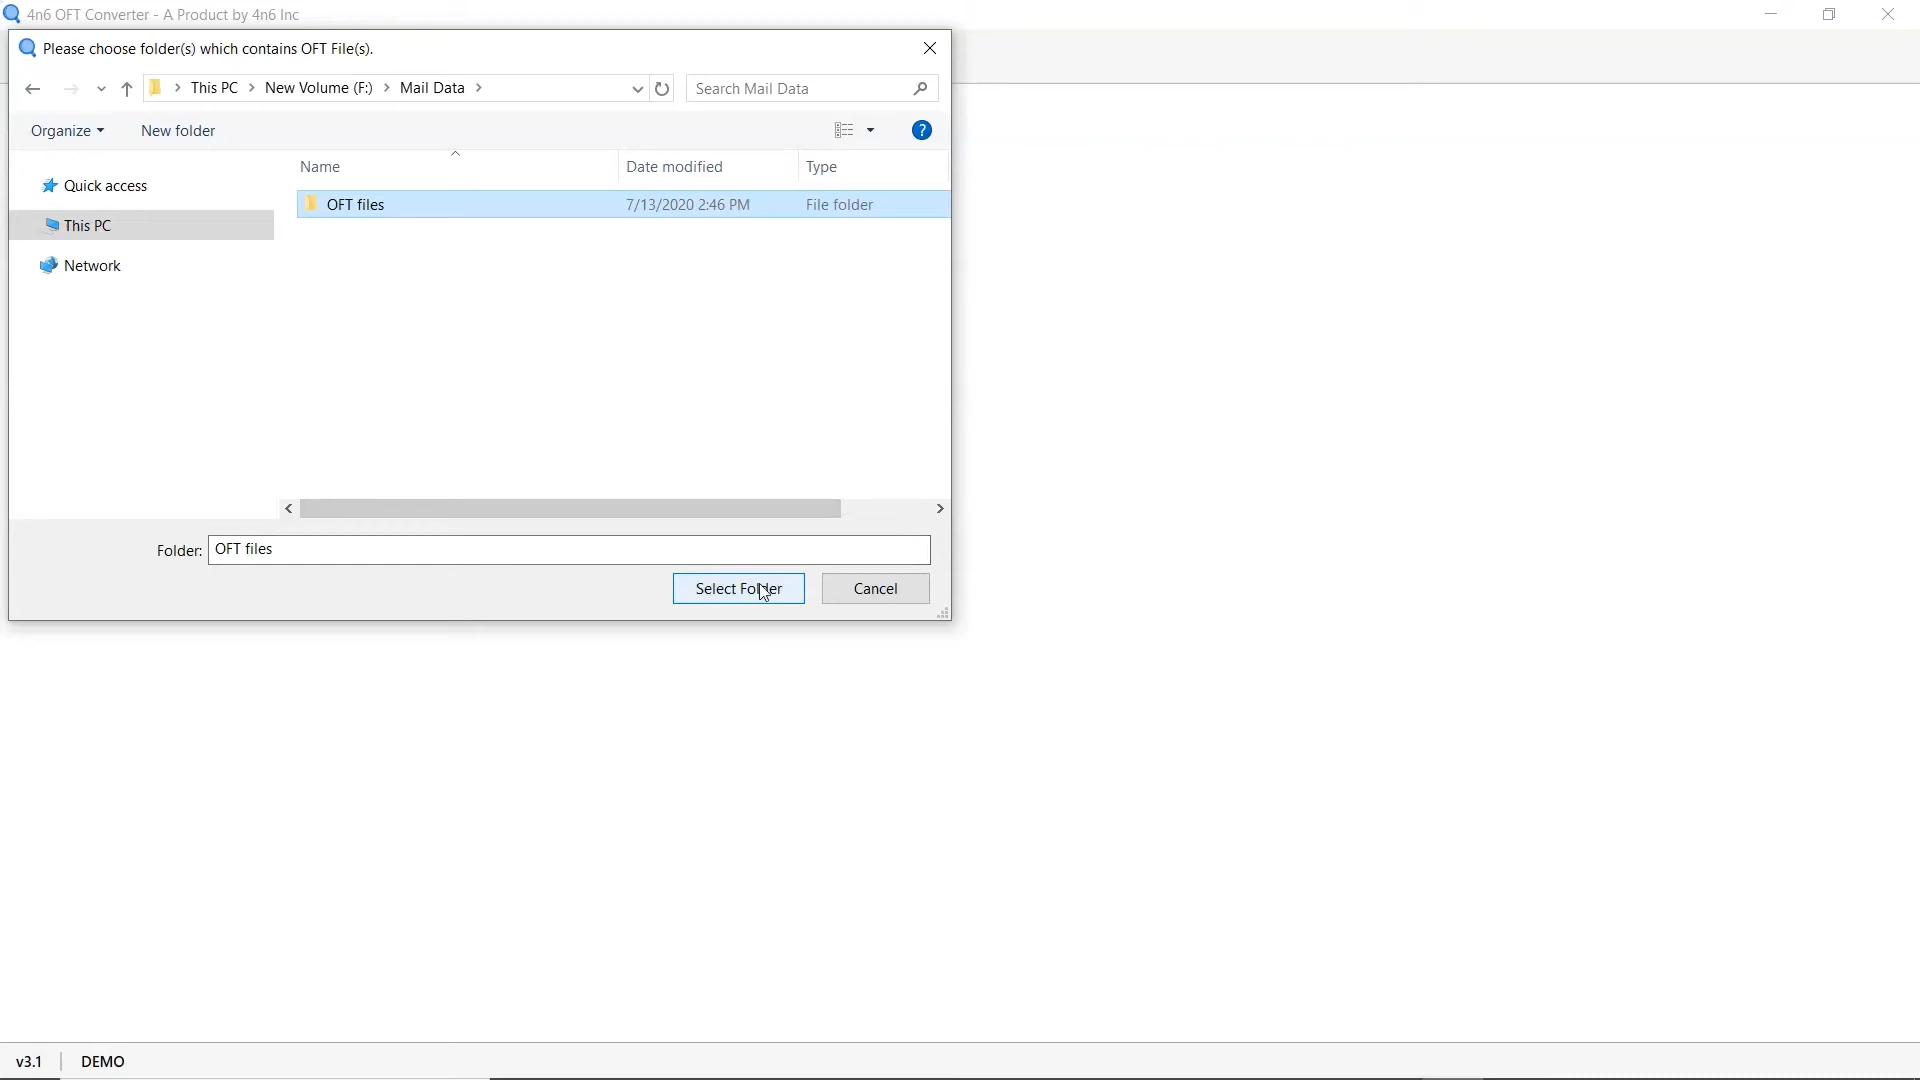 4n6 OFT Converter - A Product by 4n6 Inc
Please choose folder(s) which contains OFT File(s).
This PC > New Volume (F:) > Mail Data >
Search Mail Data
Organize
New folder
?
Name
Date modified
Type
Quick access
OFT files
7/13/2020 2:46 PM
File folder
This PC
Network
Folder:
OFT files
Select Folder
Cancel
v3.1
DEMO